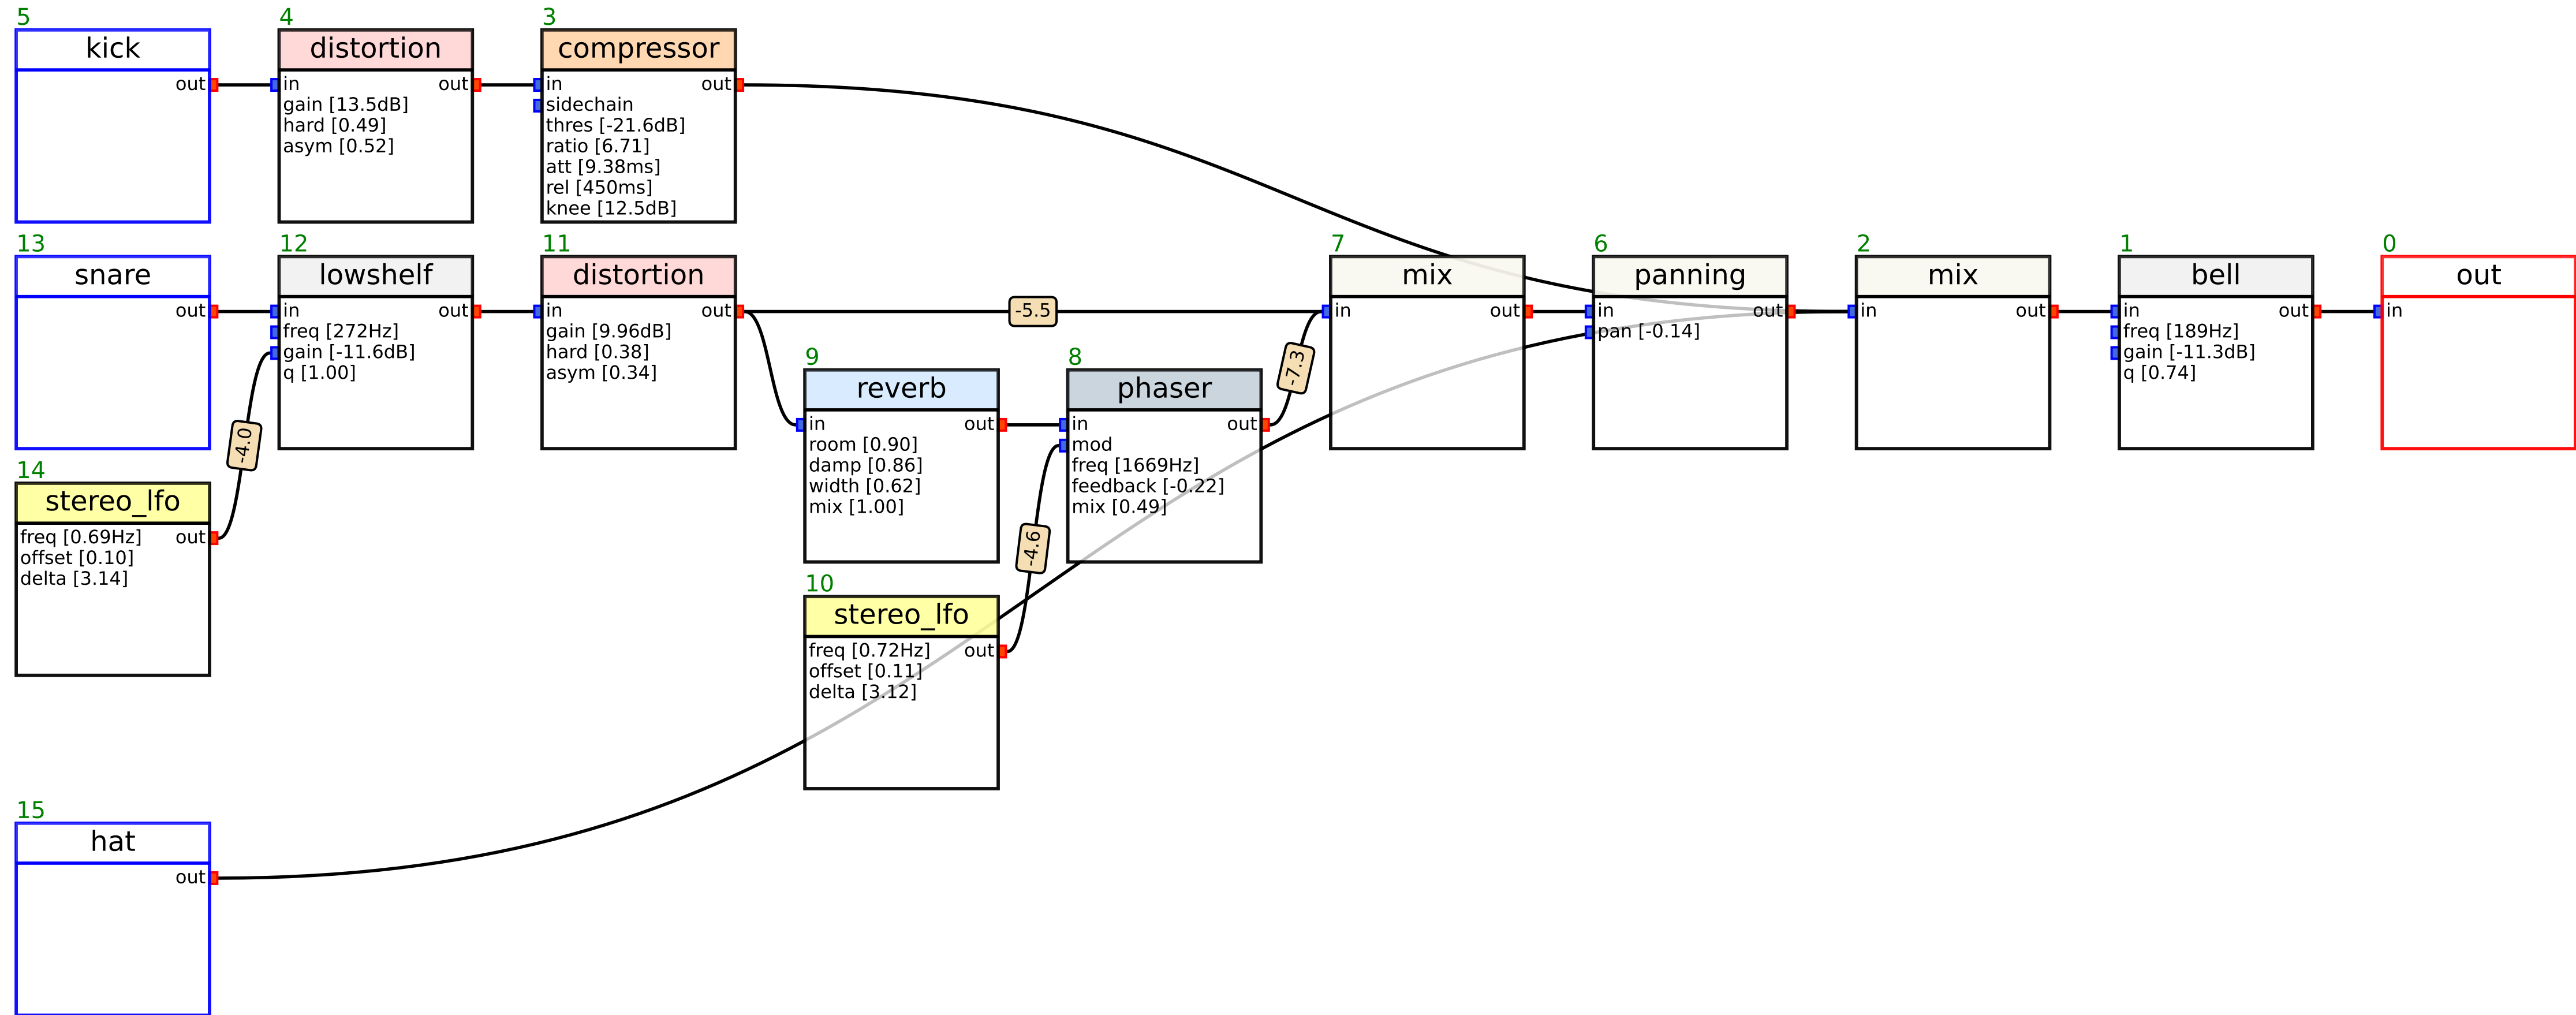 5
kick
out
4
distortion
in out
gain [13.5dB]
hard [0.49]
asym [0.52]
3
compressor
in out
sidechain
thres [-21.6dB]
ratio [6.71]
att [9.38ms]
rel [450ms]
knee [12.5dB]
13
snare
out
12
lowshelf
in out
freq [272Hz]
gain [-11.6dB]
q [1.00]
11
distortion
in out
gain [9.96dB]
hard [0.38]
asym [0.34]
-5.5
7
mix
in out
6
panning
in out
pan [-0.14]
2
mix
in out
1
bell
in out
freq [189Hz]
gain [-11.3dB]
q [0.74]
0
out
in
-4.0
9
reverb
in out
room [0.90]
damp [0.86]
width [0.62]
mix [1.00]
8
phaser
in out
mod
freq [1669Hz]
feedback [-0.22]
mix [0.49]
-7.3
14
stereo_lfo
freq [0.69Hz] out
offset [0.10]
delta [3.14]
-4.6
10
stereo_lfo
freq [0.72Hz] out
offset [0.11]
delta [3.12]
15
hat
out